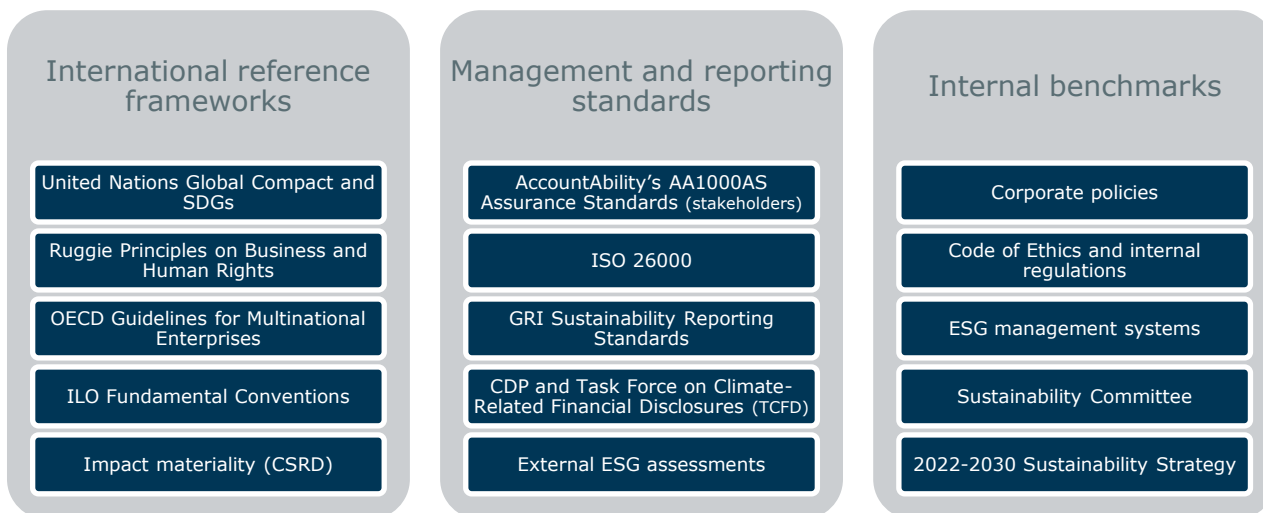 International reference
frameworks
United Nations Global Compact and
SDGs
Ruggie Principles on Business and
Human Rights
OECD Guidelines for Multinational
Enterprises
ILO Fundamental Conventions
Impact materiality (CSRD)
Management and reporting
standards
AccountAbility’s AA1000AS
Assurance Standards (stakeholders)
ISO 26000
GRI Sustainability Reporting
Standards
CDP and Task Force on Climate-
Related Financial Disclosures (TCFD)
External ESG assessments
Internal benchmarks
Corporate policies
Code of Ethics and internal
regulations
ESG management systems
Sustainability Committee
2022-2030 Sustainability Strategy